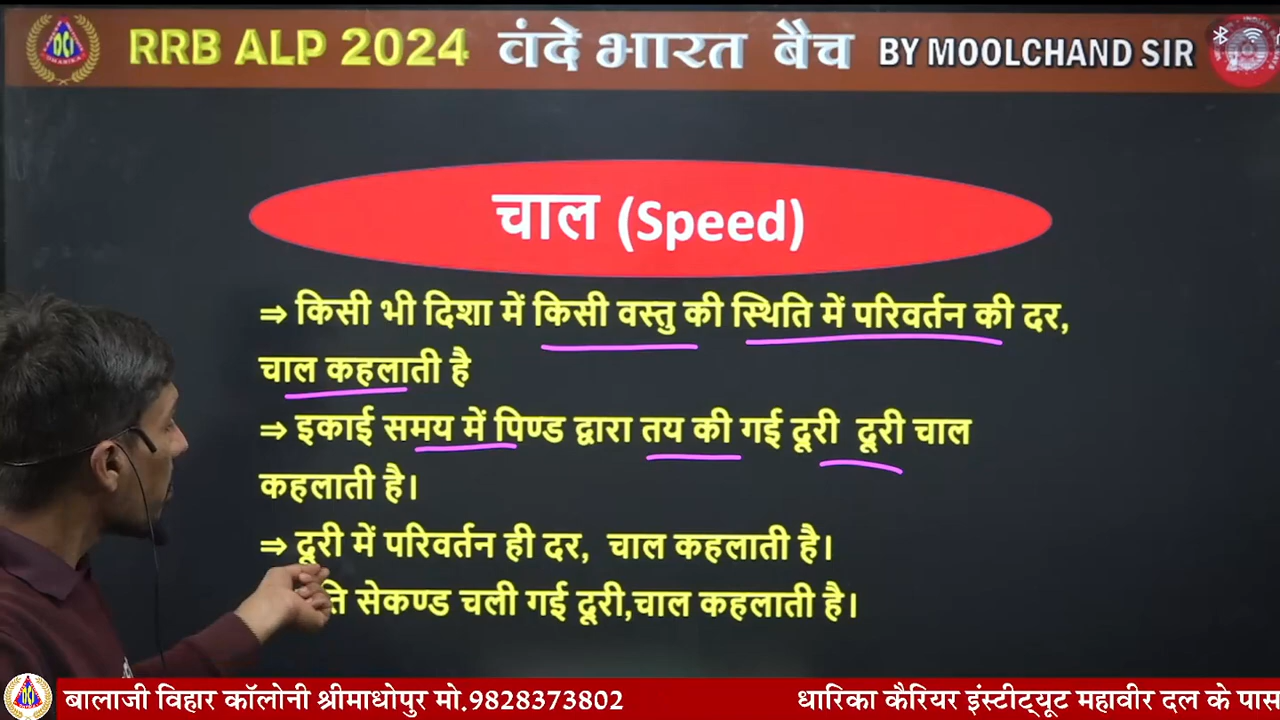 RRB ALP 2024 वंदे भारत बैच BY MOOLCHAND SIR
चाल (Speed)
⇒ किसी भी दिशा में किसी वस्तु की स्थिति में परिवर्तन की दर,
चाल कहलाती है
⇒ इकाई समय में पिण्ड द्वारा तय की गई दूरी दूरी चाल
कहलाती है।
⇒ दूरी में परिवर्तन ही दर, चाल कहलाती है।
सेकण्ड चली गई दूरी,चाल कहलाती है।
DCI बालाजी विहार कॉलोनी श्रीमाधोपुर मो.9828373802 धारिका कैरियर इंस्टीट्यूट महावीर दल के पास